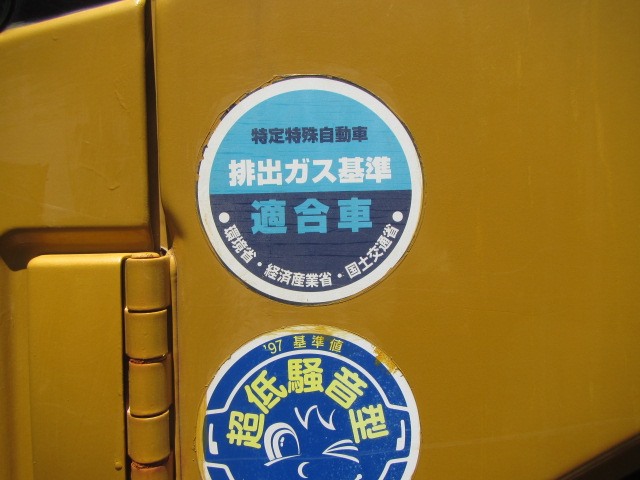 特定特殊自動車
排出ガス基準
適合車
環境省・経済産業省・国土交通省
'97 基準値
超低騒音型